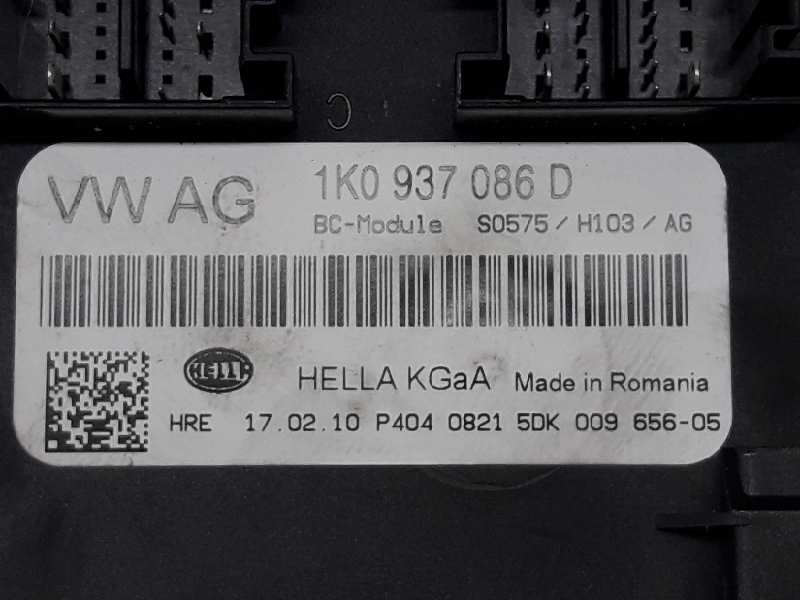 VW AG 1K0 937 086 D
BC-Module S0575/H103/AG
HELLA HELLA KGaA Made in Romania
HRE 17.02.10 P404 0821 5DK 009 656-05